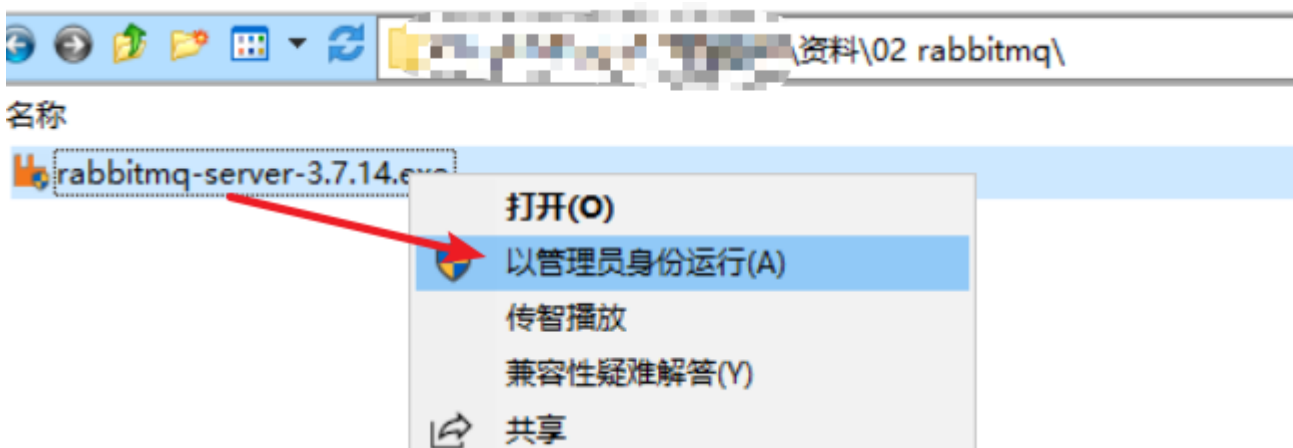 \资料\02 rabbitmq\
名称
rabbitmq-server-3.7.14.exe
打开(O)
以管理员身份运行(A)
传智播放
兼容性疑难解答(Y)
共享